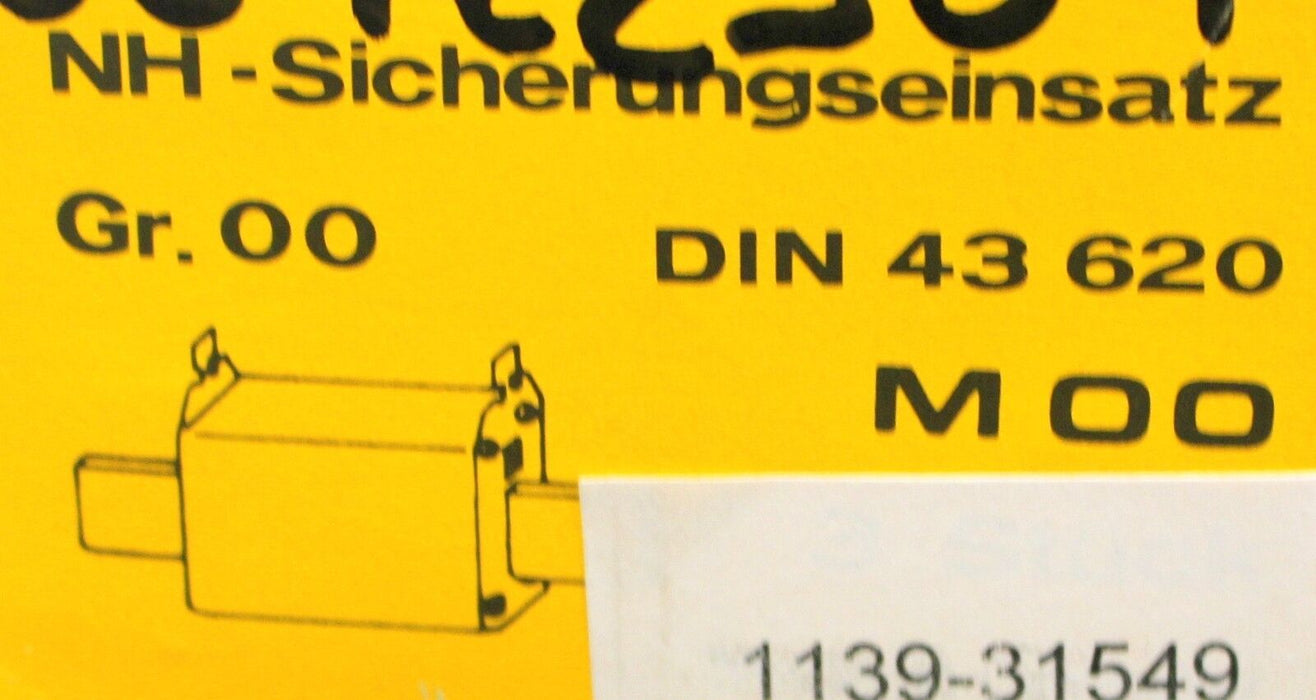 NH - Sicherungseinsatz
Gr. 00
DIN 43 620
M 00
1139-31549